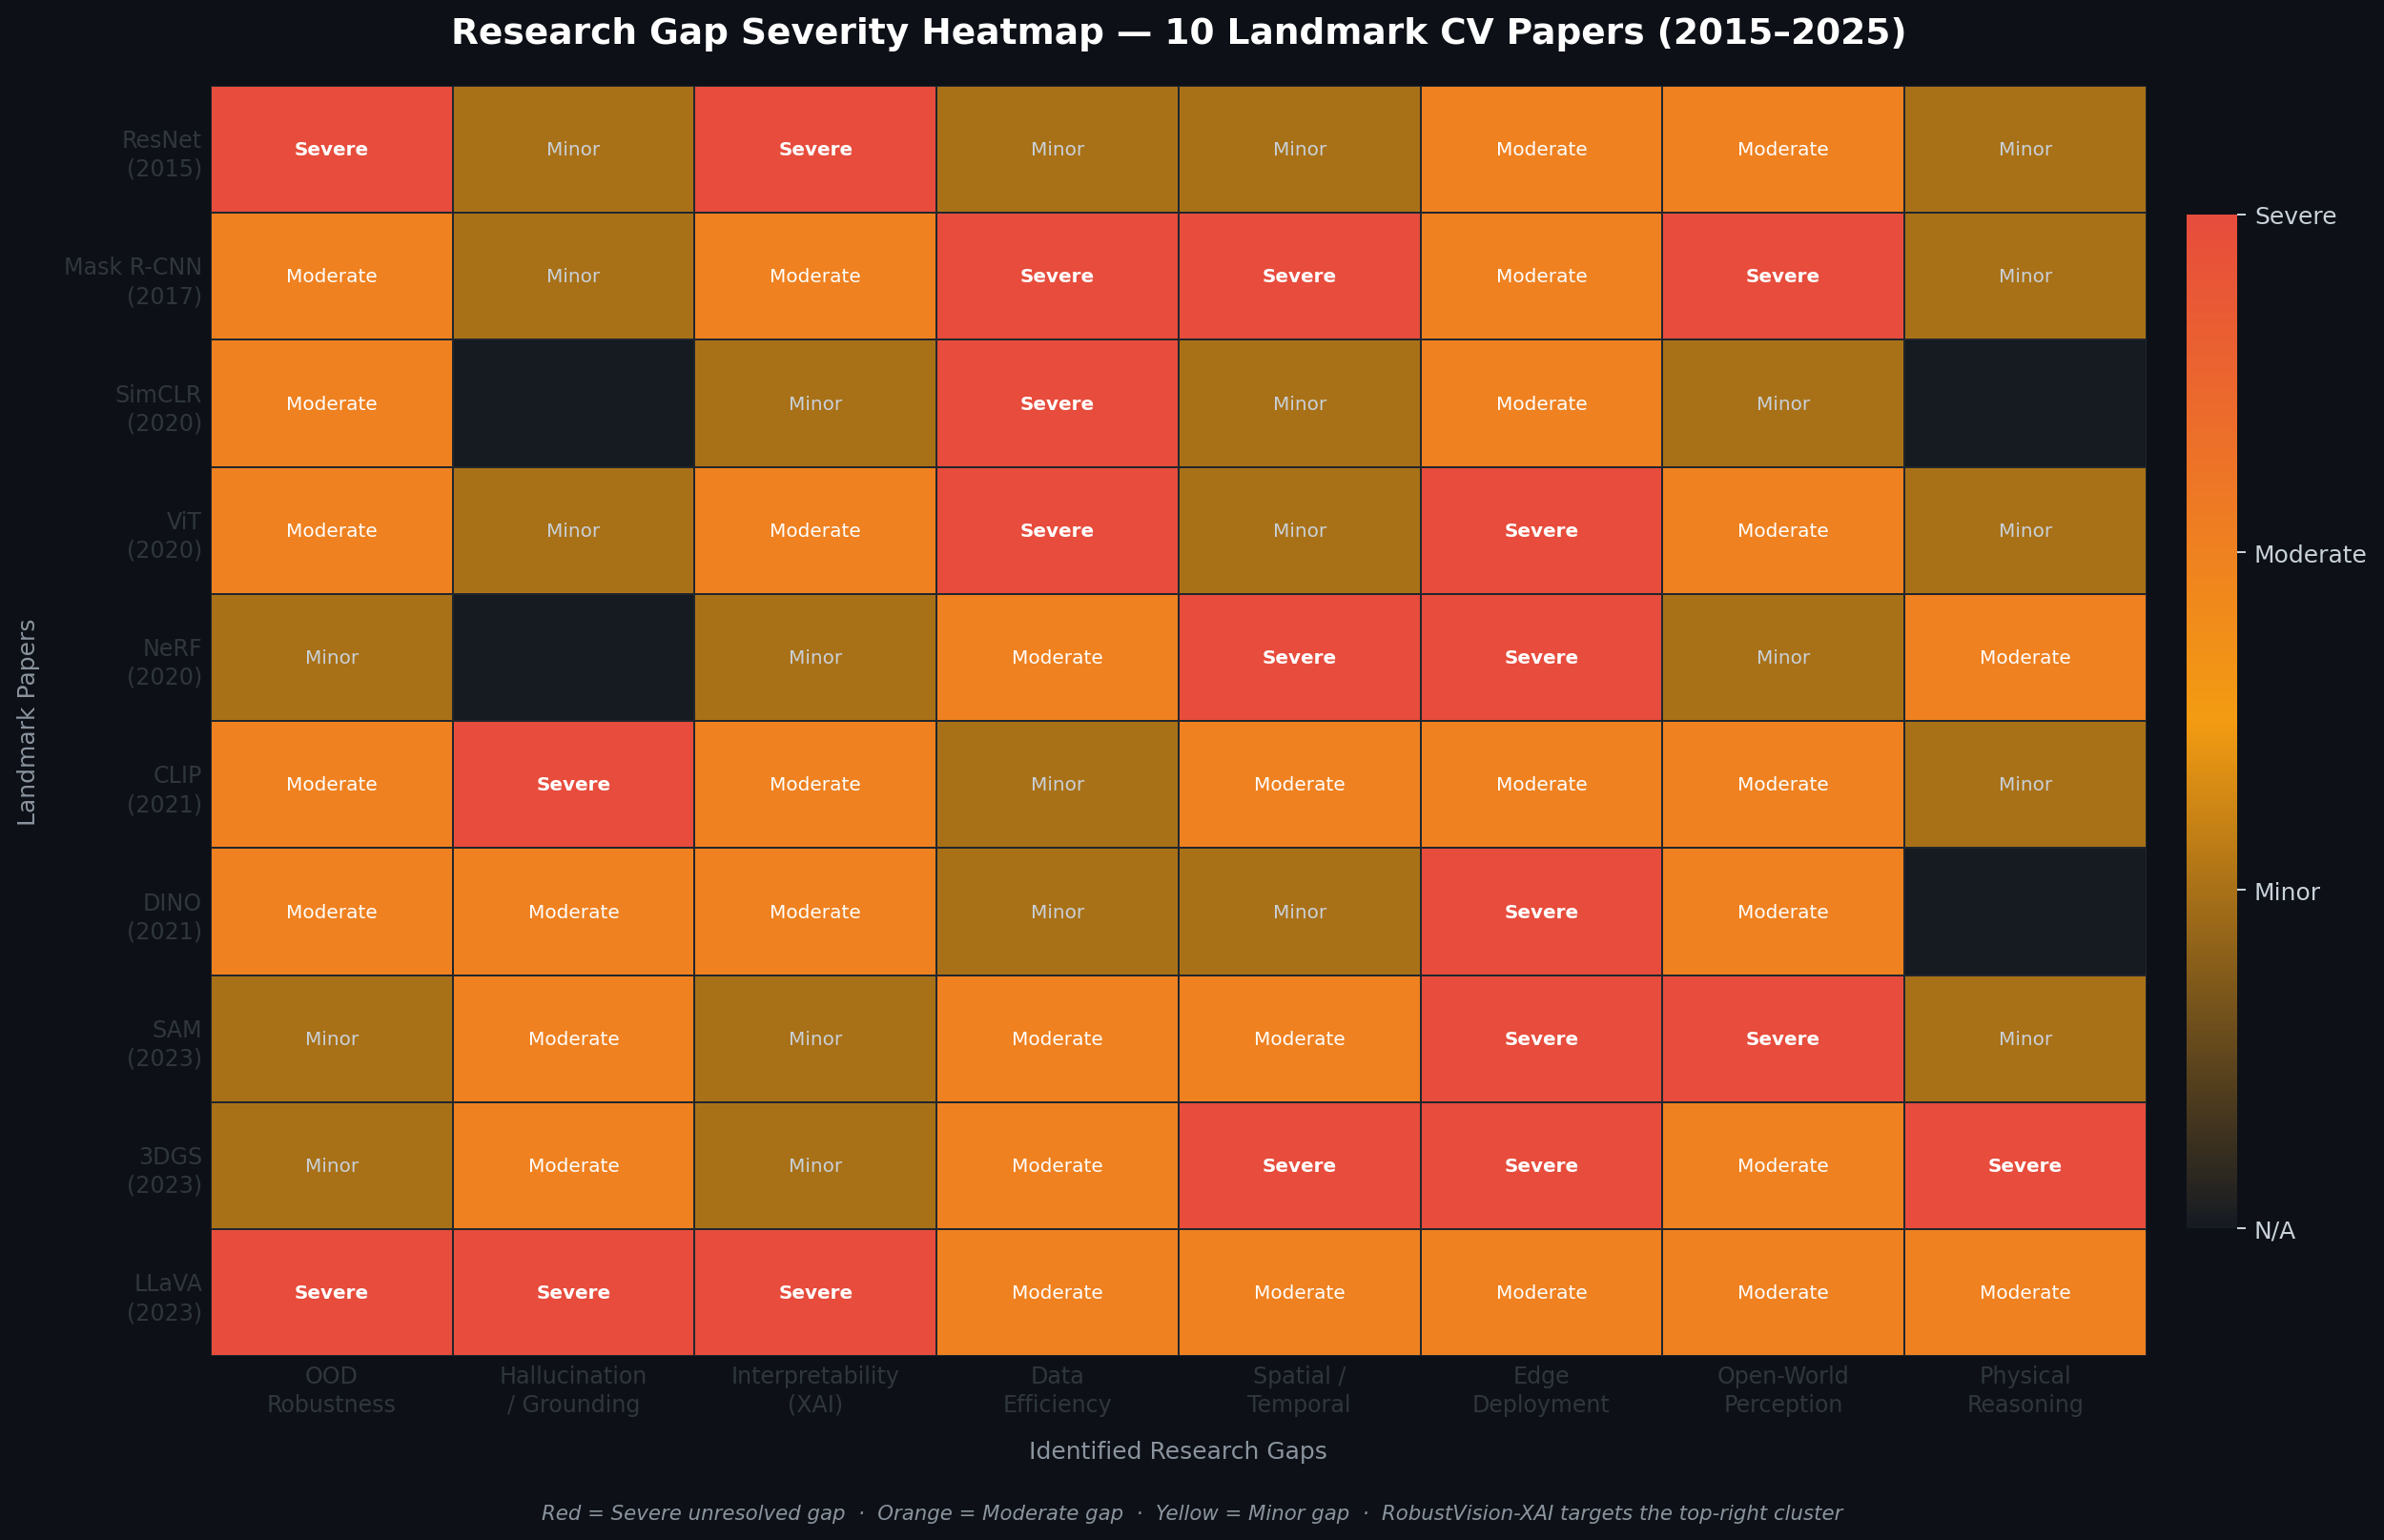 Research Gap Severity Heatmap — 10 Landmark CV Papers (2015–2025)
ResNet
(2015)
Severe Minor Severe Minor Minor Moderate Moderate Minor
Mask R-CNN
(2017)
Moderate Minor Moderate Severe Severe Moderate Severe Minor
SimCLR
(2020)
Moderate Minor Severe Minor Moderate Minor
ViT
(2020)
Moderate Minor Moderate Severe Minor Severe Moderate Minor
NeRF
(2020)
Minor Minor Moderate Severe Severe Minor Moderate
CLIP
(2021)
Moderate Severe Moderate Minor Moderate Moderate Moderate Minor
DINO
(2021)
Moderate Moderate Moderate Minor Minor Severe Moderate
SAM
(2023)
Minor Moderate Minor Moderate Moderate Severe Severe Minor
3DGS
(2023)
Minor Moderate Minor Moderate Severe Severe Moderate Severe
LLaVA
(2023)
Severe Severe Severe Moderate Moderate Moderate Moderate Moderate
Landmark Papers
OOD
Robustness
Hallucination
/ Grounding
Interpretability
(XAI)
Data
Efficiency
Spatial /
Temporal
Edge
Deployment
Open-World
Perception
Physical
Reasoning
Identified Research Gaps
Severe
Moderate
Minor
N/A
Red = Severe unresolved gap · Orange = Moderate gap · Yellow = Minor gap · RobustVision-XAI targets the top-right cluster